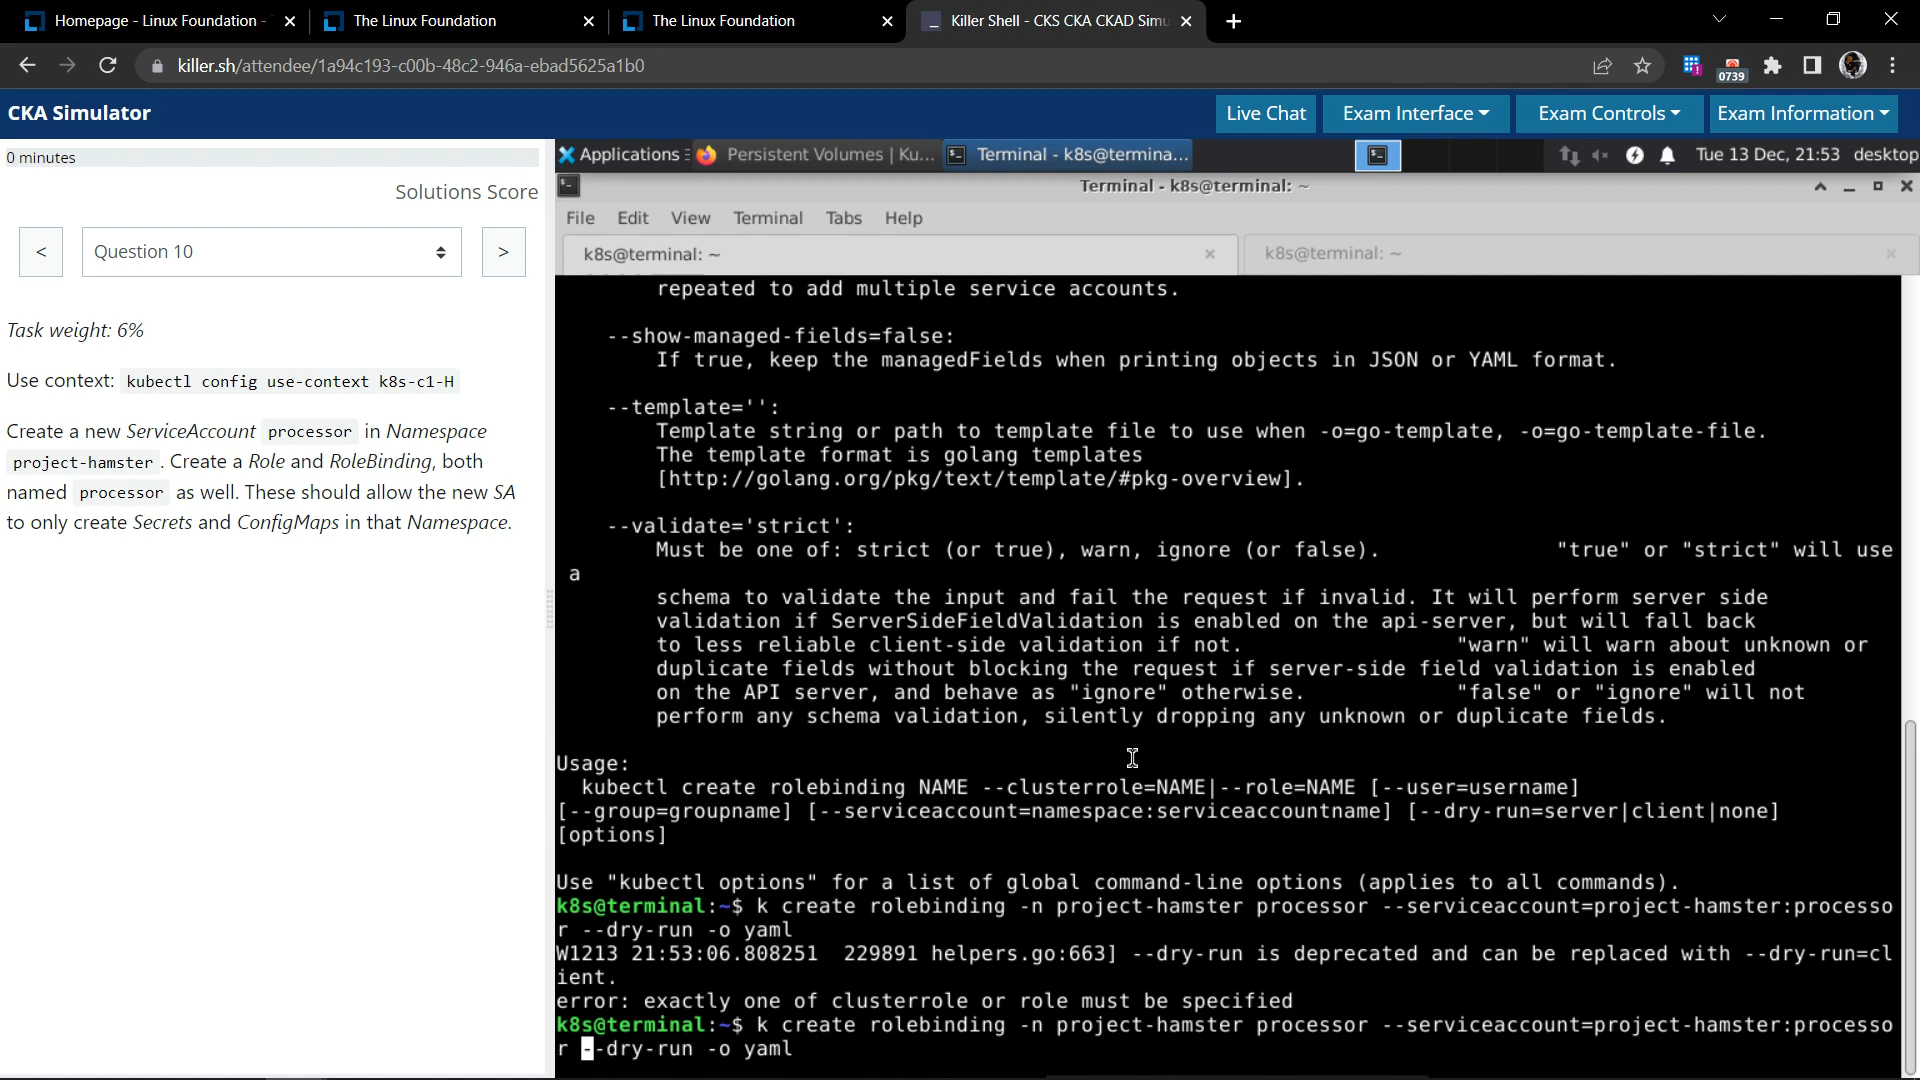 Homepage - Linux Foundation -
The Linux Foundation
The Linux Foundation
Killer Shell - CKS CKA CKAD Simu
killer.sh/attendee/1a94c193-c00b-48c2-946a-ebad5625a1b0
0739
CKA Simulator
Live Chat
Exam Interface
Exam Controls
Exam Information
0 minutes
Solutions Score
<
Question 10
>
Task weight: 6%
Use context: kubectl config use-context k8s-c1-H
Create a new ServiceAccount processor in Namespace
project-hamster . Create a Role and RoleBinding, both
named processor as well. These should allow the new SA
to only create Secrets and ConfigMaps in that Namespace.
Applications
Persistent Volumes | Ku...
Terminal - k8s@termina...
Tue 13 Dec, 21:53 desktop
Terminal - k8s@terminal: ~
File Edit View Terminal Tabs Help
k8s@terminal: ~
k8s@terminal: ~
repeated to add multiple service accounts.
--show-managed-fields=false:
If true, keep the managedFields when printing objects in JSON or YAML format.
--template='':
Template string or path to template file to use when -o=go-template, -o=go-template-file.
The template format is golang templates
[http://golang.org/pkg/text/template/#pkg-overview].
--validate='strict':
Must be one of: strict (or true), warn, ignore (or false). "true" or "strict" will use
a
schema to validate the input and fail the request if invalid. It will perform server side
validation if ServerSideFieldValidation is enabled on the api-server, but will fall back
to less reliable client-side validation if not. "warn" will warn about unknown or
duplicate fields without blocking the request if server-side field validation is enabled
on the API server, and behave as "ignore" otherwise. "false" or "ignore" will not
perform any schema validation, silently dropping any unknown or duplicate fields.
Usage:
kubectl create rolebinding NAME --clusterrole=NAME|--role=NAME [--user=username]
[--group=groupname] [--serviceaccount=namespace:serviceaccountname] [--dry-run=server|client|none]
[options]
Use "kubectl options" for a list of global command-line options (applies to all commands).
k8s@terminal:~$ k create rolebinding -n project-hamster processor --serviceaccount=project-hamster:processo
r --dry-run -o yaml
W1213 21:53:06.808251 229891 helpers.go:663] --dry-run is deprecated and can be replaced with --dry-run=cl
ient.
error: exactly one of clusterrole or role must be specified
k8s@terminal:~$ k create rolebinding -n project-hamster processor --serviceaccount=project-hamster:processo
r --dry-run -o yaml